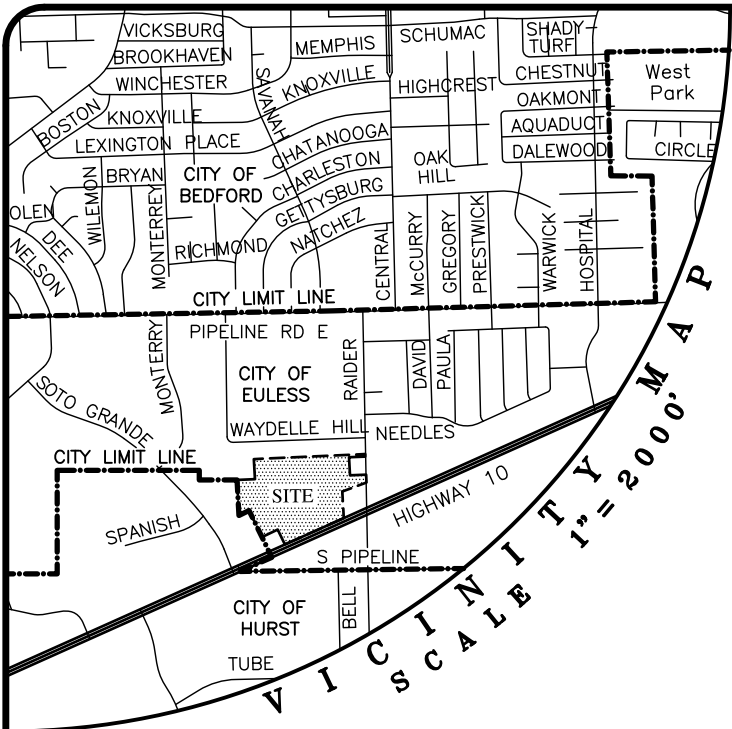 VICKSBURG
BROOKHAVEN
WINCHESTER
MEMPHIS
SCHUMAC
SHADY-
TURF
CHESTNUT
West
Park
KNOXVILLE
SAVANAH
HIGHCREST
OAKMONT
BOSTON
KNOXVILLE
AQUADUCT
LEXINGTON PLACE
CHATANOOGA
DALEWOOD
CIRCLE
BRYAN
CITY OF
BEDFORD
CHARLESTON
OAK
HILL
WILEMON
MONTERREY
GETTYSBURG
OLEN
DEE
NELSON
RICHMOND
NATCHEZ
CENTRAL
McCURRY
GREGORY
PRESTWICK
WARWICK
HOSPITAL
CITY LIMIT LINE
PIPELINE RD E
MONTERRY
CITY OF
EULESS
RAIDER
DAVID
PAULA
SOTO GRANDE
WAYDELLE HILL
NEEDLES
CITY LIMIT LINE
SITE
HIGHWAY 10
SPANISH
S PIPELINE
CITY OF
HURST
BELL
TUBE
VICINITY MAP
SCALE 1"= 2000'